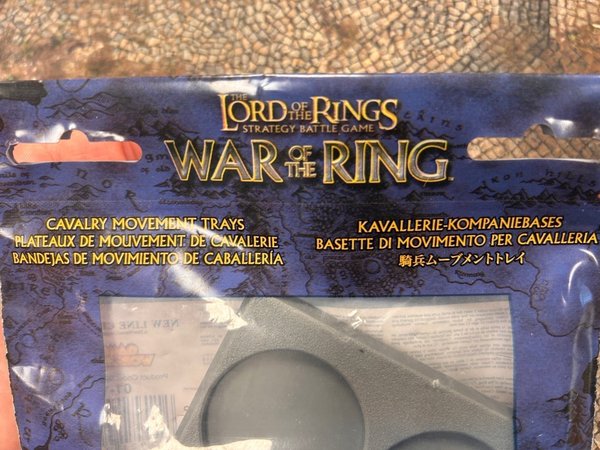 THE LORD OF THE RINGS
STRATEGY BATTLE GAME
WAR OF THE RING
CAVALRY MOVEMENT TRAYS
PLATEAUX DE MOUVEMENT DE CAVALERIE
BANDEJAS DE MOVIMIENTO DE CABALLERÍA
KAVALLERIE-KOMPANIEBASES
BASETTE DI MOVIMENTO PER CAVALLERIA
騎兵ムーブメントトレイ
NEW LINE